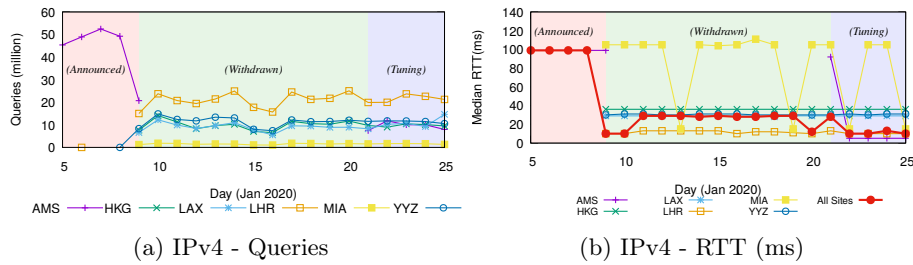 60
50
40
30
20
10
0
Queries (million)
(Announced)
(Withdrawn)
(Tuning)
5
10
15
20
25
Day (Jan 2020)
AMS
HKG
LAX
LHR
MIA
YYZ
(a) IPv4 - Queries
140
120
100
80
60
40
20
0
Median RTT(ms)
(Announced)
(Withdrawn)
(Tuning)
5
10
15
20
25
Day (Jan 2020)
AMS
HKG
LAX
LHR
MIA
YYZ
All Sites
(b) IPv4 - RTT (ms)